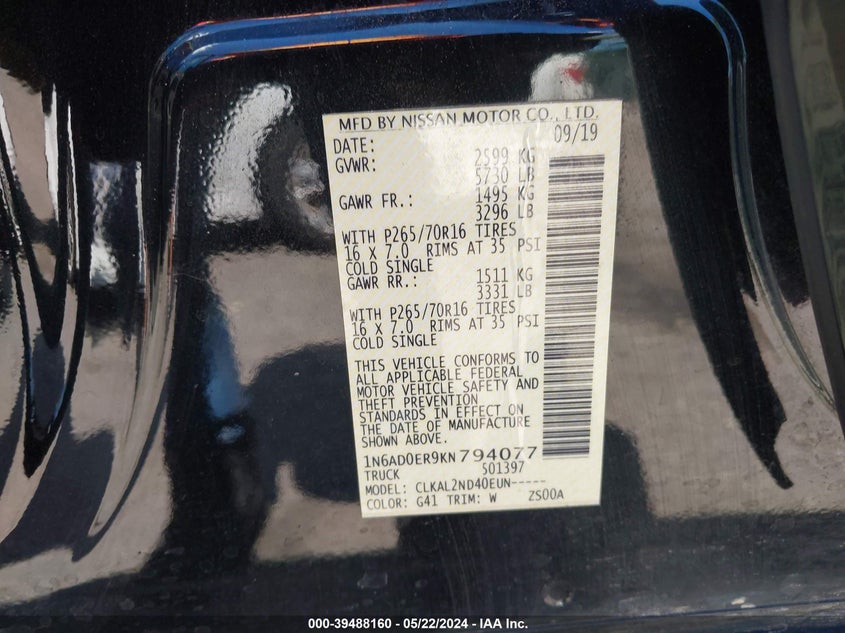 MFD BY NISSAN MOTOR CO., LTD.
DATE: 09/19
GVWR: 2599 KG
5730 LB
GAWR FR.: 1495 KG
3296 LB
WITH P265/70R16 TIRES
16 X 7.0 RIMS AT 35 PSI
COLD SINGLE
GAWR RR.: 1511 KG
3331 LB
WITH P265/70R16 TIRES
16 X 7.0 RIMS AT 35 PSI
COLD SINGLE
THIS VEHICLE CONFORMS TO
ALL APPLICABLE FEDERAL
MOTOR VEHICLE SAFETY AND
THEFT PREVENTION
STANDARDS IN EFFECT ON
THE DATE OF MANUFACTURE
SHOWN ABOVE.
1N6AD0ER9KN794077
TRUCK S01397
MODEL: CLKAL2ND40EUN-----
COLOR: G41 TRIM: W ZS00A
000-39488160 - 05/22/2024 - IAA Inc.